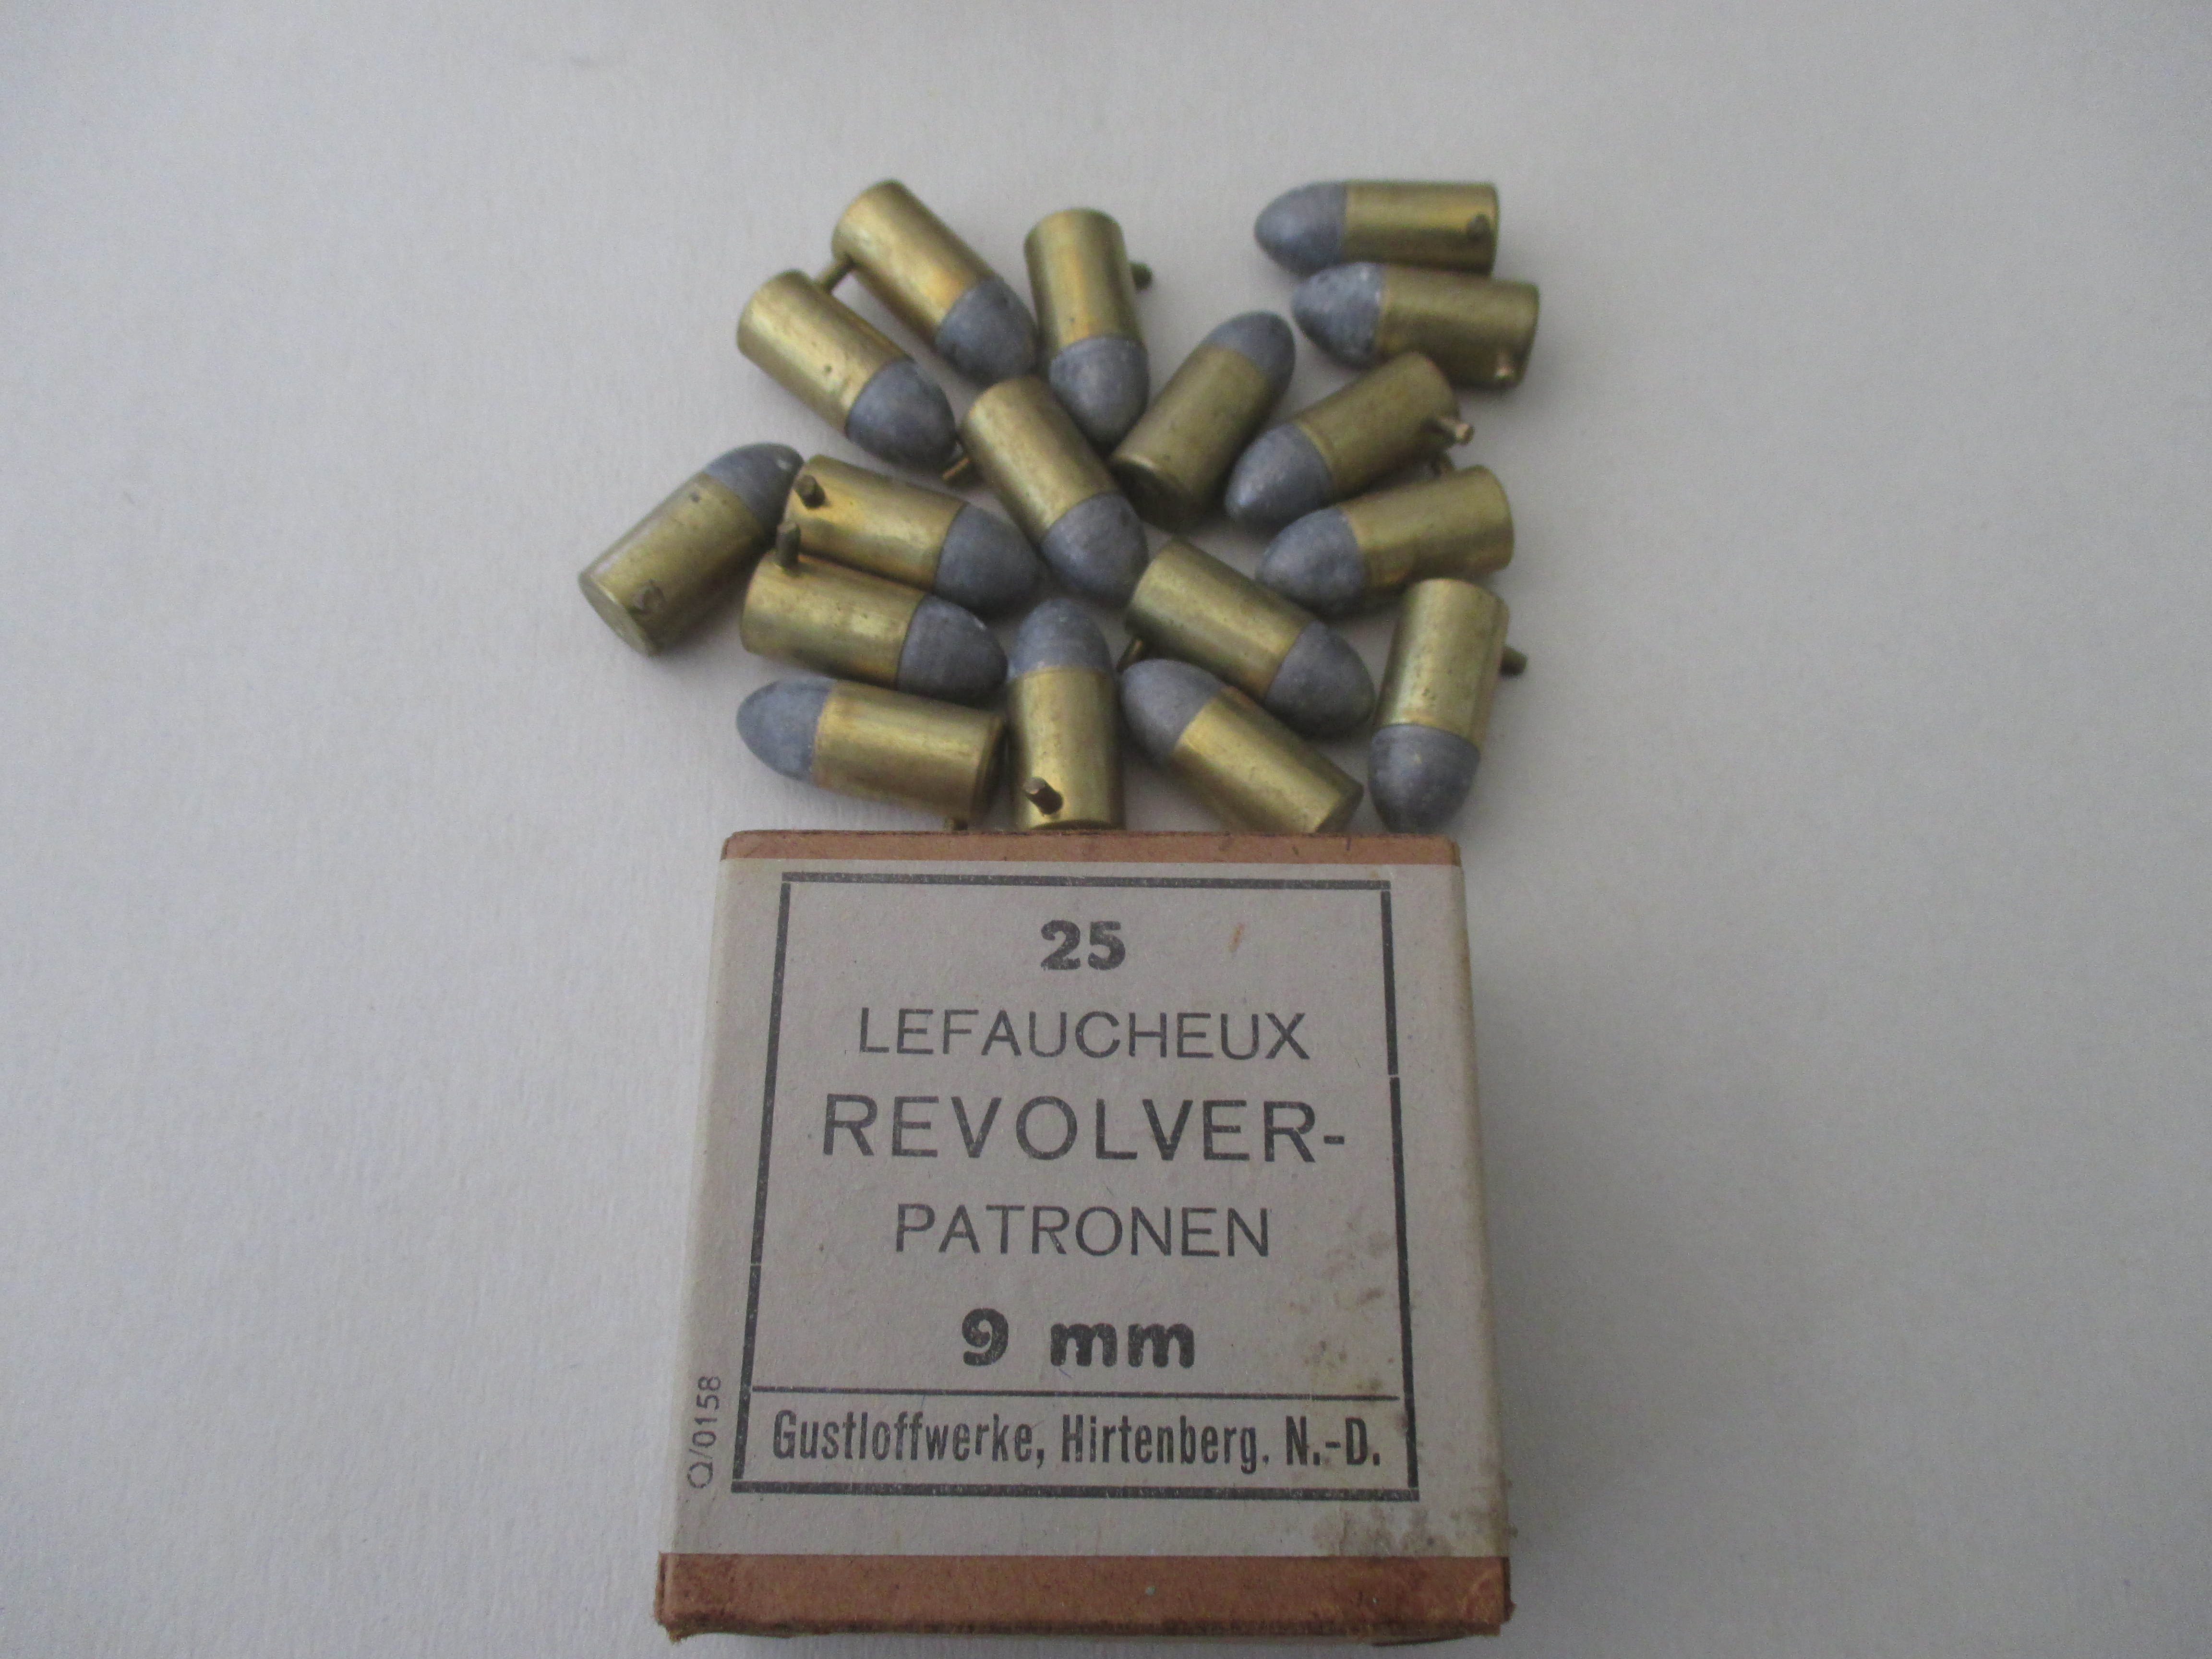 25
LEFAUCHEUX
REVOLVER-
PATRONEN
9 mm
Gustloffwerke, Hirtenberg. N.-D.
Q/0158